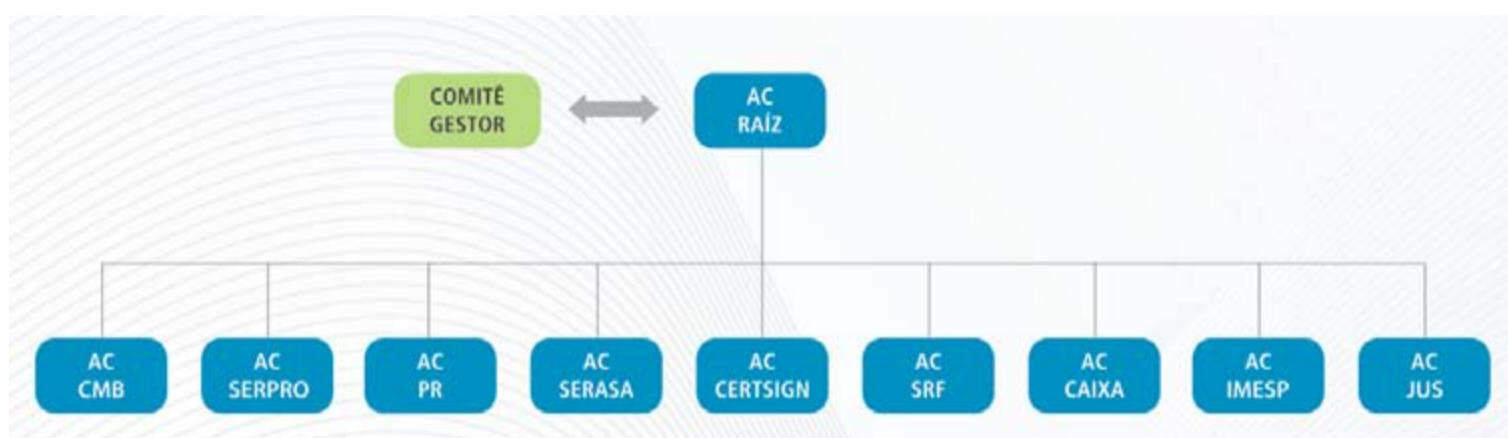 COMITÊ
GESTOR
AC
RAÍZ
AC
CMB
AC
SERPRO
AC
PR
AC
SERASA
AC
CERTSIGN
AC
SRF
AC
CAIXA
AC
IMESP
AC
JUS